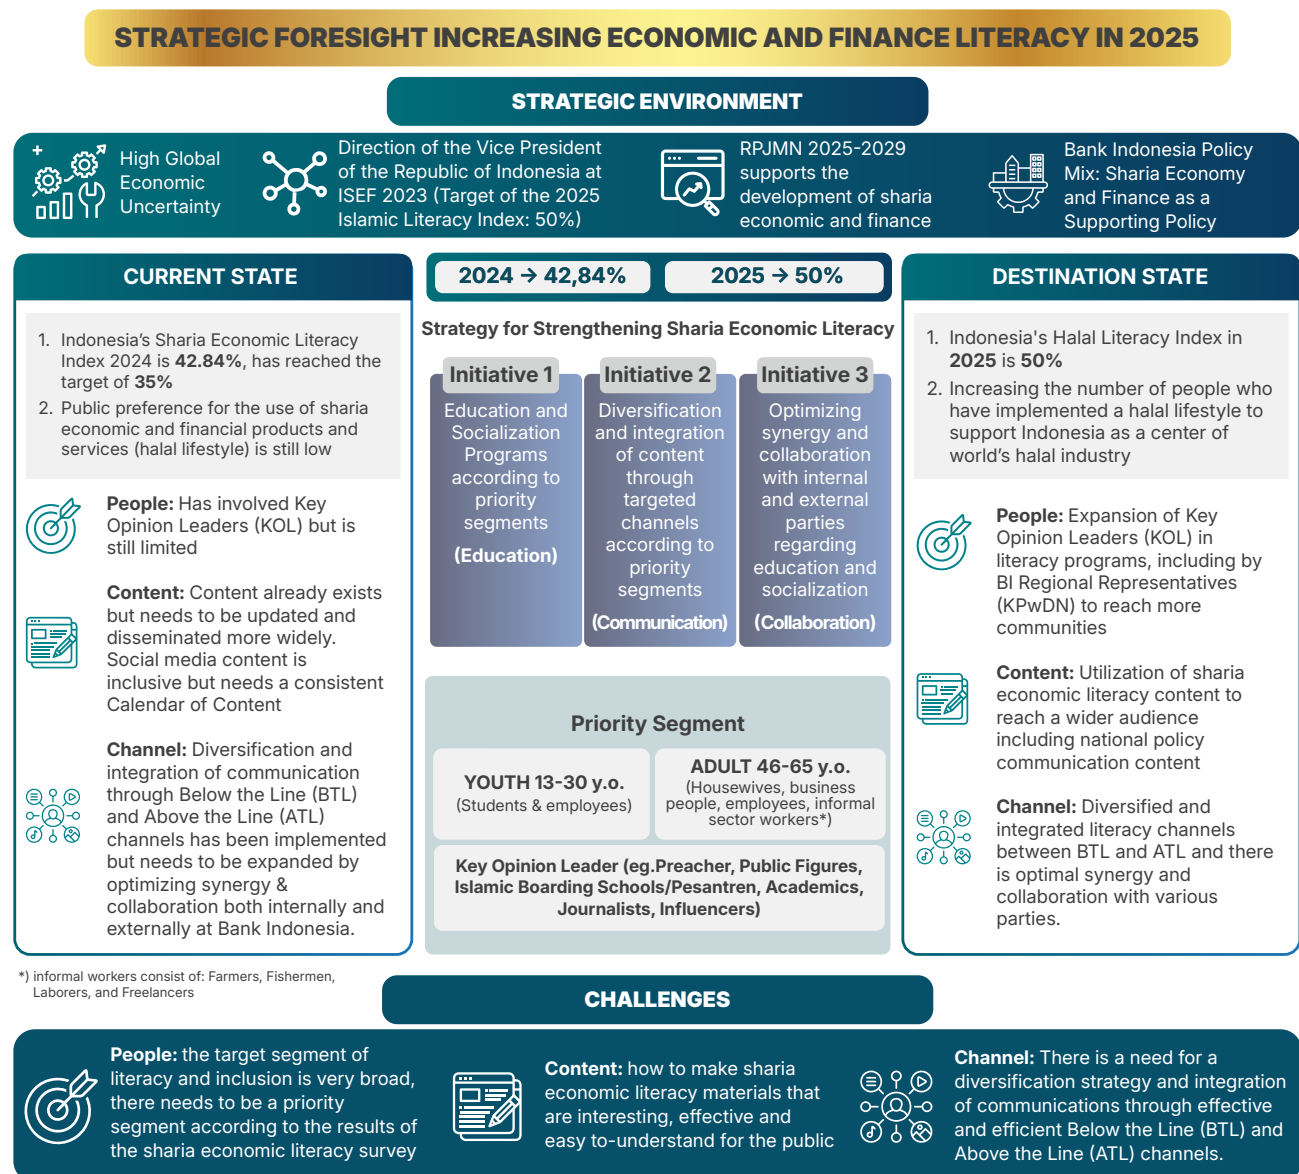 STRATEGIC FORESIGHT INCREASING ECONOMIC AND FINANCE LITERACY IN 2025
STRATEGIC ENVIRONMENT
High Global
Economic
Uncertainty
Direction of the Vice President
of the Republic of Indonesia at
ISEF 2023 (Target of the 2025
Islamic Literacy Index: 50%)
RPJMN 2025-2029
supports the
development of sharia
economic and finance
Bank Indonesia Policy
Mix: Sharia Economy
and Finance as a
Supporting Policy
CURRENT STATE
1. Indonesia's Sharia Economic Literacy
Index 2024 is 42.84%, has reached the
target of 35%
2. Public preference for the use of sharia
economic and financial products and
services (halal lifestyle) is still low
People: Has involved Key
Opinion Leaders (KOL) but is
still limited
Content: Content already exists
but needs to be updated and
disseminated more widely.
Social media content is
inclusive but needs a consistent
Calendar of Content
Channel: Diversification and
integration of communication
through Below the Line (BTL)
and Above the Line (ATL)
channels has been implemented
but needs to be expanded by
optimizing synergy &
collaboration both internally and
externally at Bank Indonesia.
*) informal workers consist of: Farmers, Fishermen,
Laborers, and Freelancers
2024 → 42,84%
2025 → 50%
Strategy for Strengthening Sharia Economic Literacy
Initiative 1
Education and
Socialization
Programs
according to
priority
segments
(Education)
Initiative 2
Diversification
and integration
of content
through
targeted
channels
according to
priority
segments
(Communication)
Initiative 3
Optimizing
synergy and
collaboration
with internal
and external
parties
regarding
education and
socialization
(Collaboration)
Priority Segment
YOUTH 13-30 y.o.
(Students & employees)
ADULT 46-65 y.o.
(Housewives, business
people, employees, informal
sector workers*)
Key Opinion Leader (eg.Preacher, Public Figures,
Islamic Boarding Schools/Pesantren, Academics,
Journalists, Influencers)
DESTINATION STATE
1. Indonesia's Halal Literacy Index in
2025 is 50%
2. Increasing the number of people who
have implemented a halal lifestyle to
support Indonesia as a center of
world's halal industry
People: Expansion of Key
Opinion Leaders (KOL) in
literacy programs, including by
BI Regional Representatives
(KPwDN) to reach more
communities
Content: Utilization of sharia
economic literacy content to
reach a wider audience
including national policy
communication content
Channel: Diversified and
integrated literacy channels
between BTL and ATL and there
is optimal synergy and
collaboration with various
parties.
CHALLENGES
People: the target segment of
literacy and inclusion is very broad,
there needs to be a priority
segment according to the results of
the sharia economic literacy survey
Content: how to make sharia
economic literacy materials that
are interesting, effective and
easy to-understand for the public
Channel: There is a need for a
diversification strategy and integration
of communications through effective
and efficient Below the Line (BTL) and
Above the Line (ATL) channels.